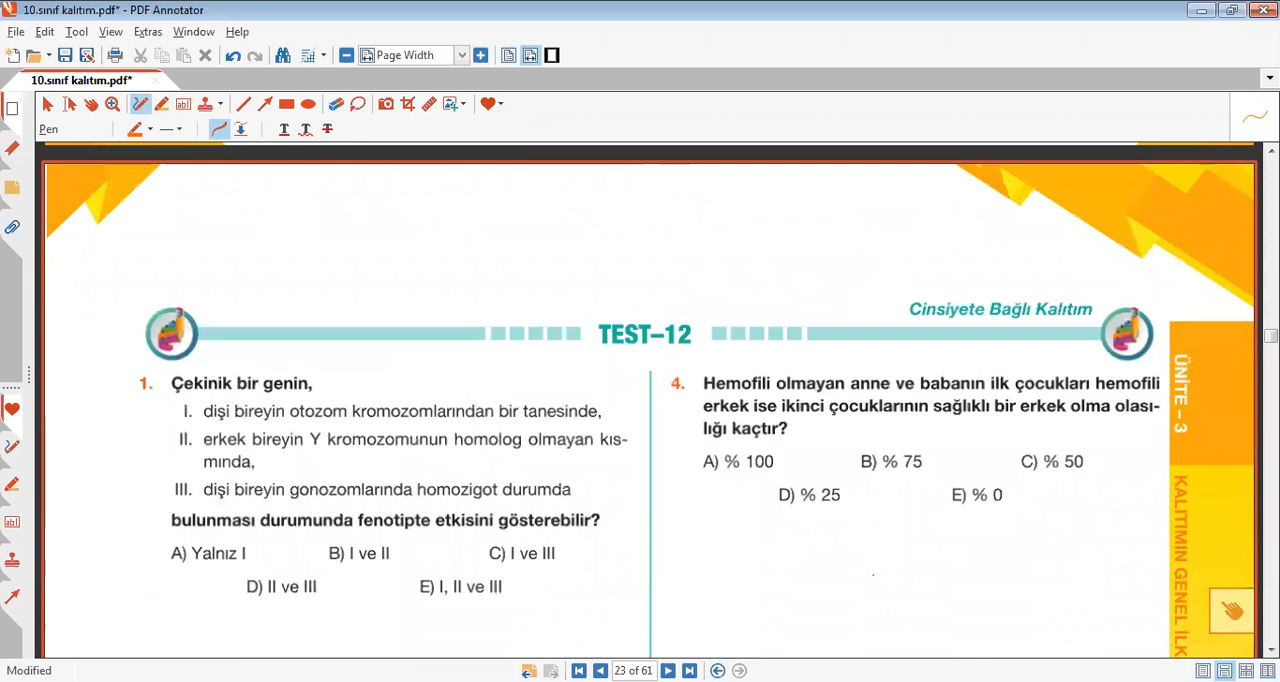 10.sınıf kalıtım.pdf* - PDF Annotator
File Edit Tool View Extras Window Help
Page Width
10.sınıf kalıtım.pdf*
Pen
Cinsiyete Bağlı Kalıtım
TEST–12
1. Çekinik bir genin,
I. dişi bireyin otozom kromozomlarından bir tanesinde,
II. erkek bireyin Y kromozomunun homolog olmayan kıs-
mında,
III. dişi bireyin gonozomlarında homozigot durumda
bulunması durumunda fenotipte etkisini gösterebilir?
A) Yalnız I B) I ve II C) I ve III
D) II ve III E) I, II ve III
4. Hemofili olmayan anne ve babanın ilk çocukları hemofili
erkek ise ikinci çocuklarının sağlıklı bir erkek olma olası-
lığı kaçtır?
A) % 100 B) % 75 C) % 50
D) % 25 E) % 0
ÜNİTE – 3
KALITIMIN GENEL İLK
Modified
23 of 61